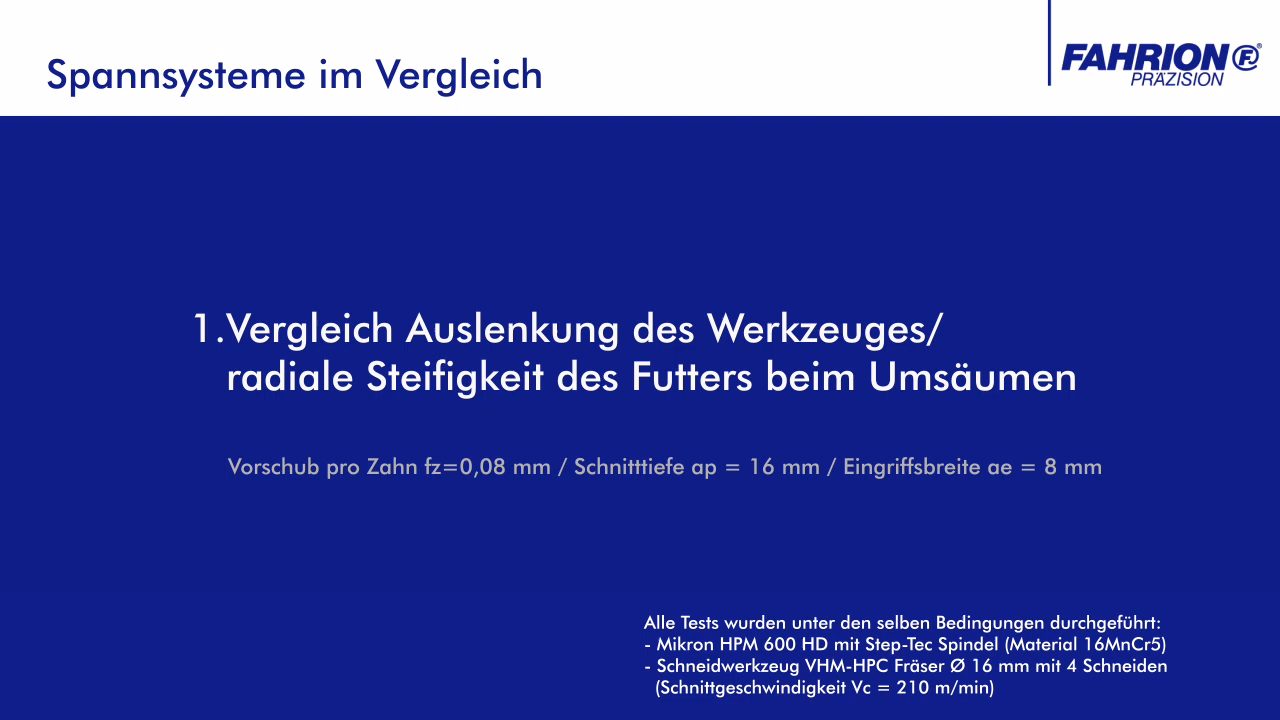 Spannsysteme im Vergleich
FAHRION F®
PRÄZISION
1.Vergleich Auslenkung des Werkzeuges/
radiale Steifigkeit des Futters beim Umsäumen
Vorschub pro Zahn fz=0,08 mm / Schnitttiefe ap = 16 mm / Eingriffsbreite ae = 8 mm
Alle Tests wurden unter den selben Bedingungen durchgeführt:
- Mikron HPM 600 HD mit Step-Tec Spindel (Material 16MnCr5)
- Schneidwerkzeug VHM-HPC Fräser Ø 16 mm mit 4 Schneiden
(Schnittgeschwindigkeit Vc = 210 m/min)